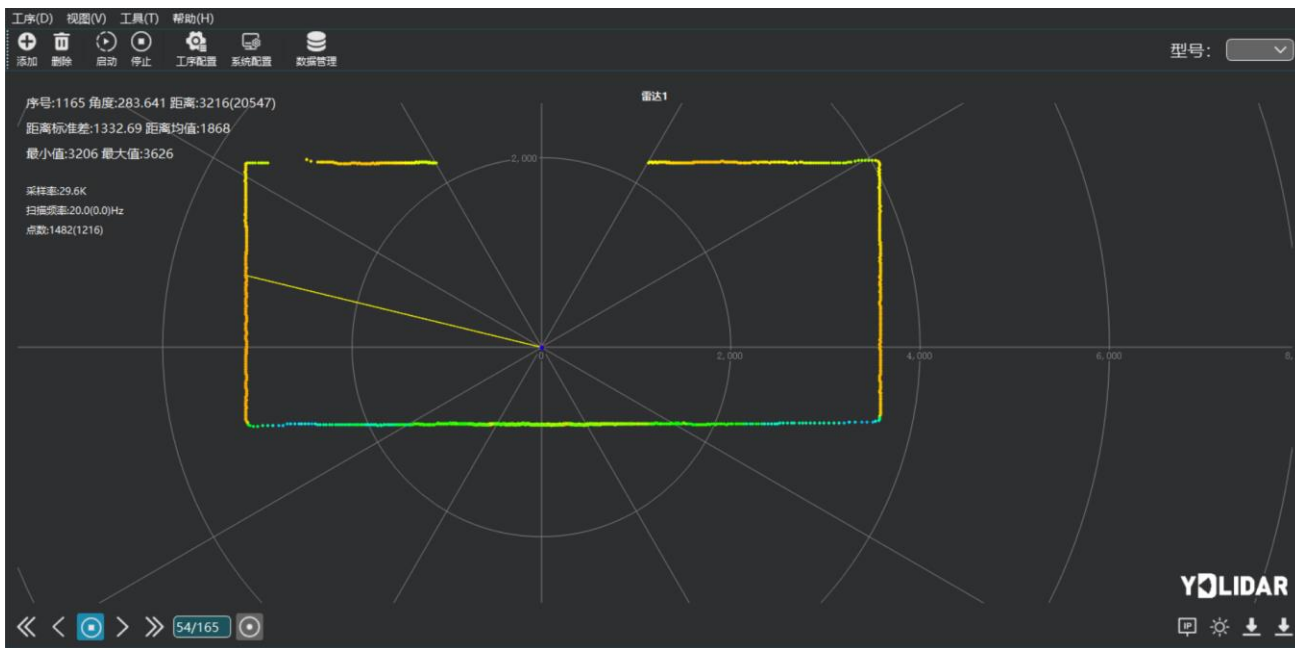 工序(D) 视图(V) 工具(T) 帮助(H)
添加 删除 启动 停止 工序配置 系统配置 数据管理
型号:
雷达1
序号:1165 角度:283.641 距离:3216(20547)
距离标准差:1332.69 距离均值:1868
最小值:3206 最大值:3626
采样率:29.6K
扫描频率:20.0(0.0)Hz
点数:1482(1216)
2,000
0 2,000 4,000 6,000 8,
YDLIDAR
54/165
IP